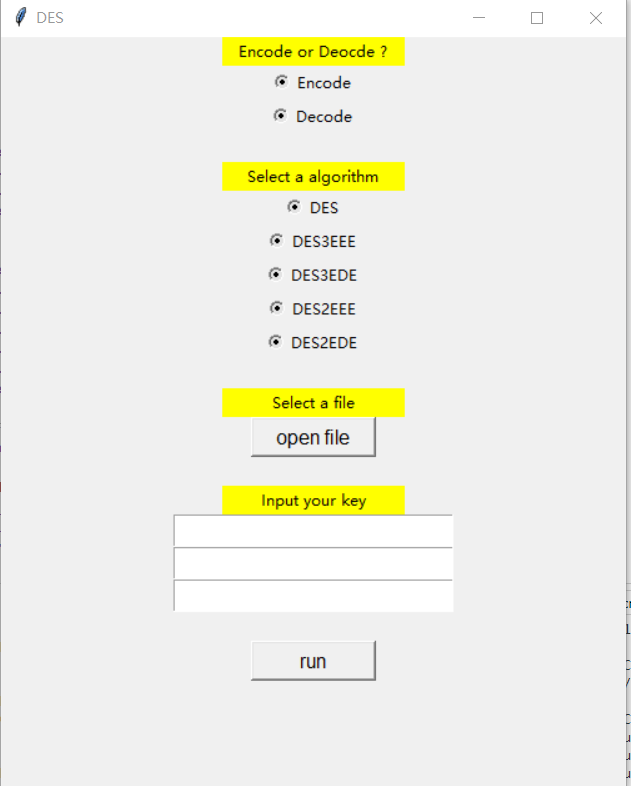 DES
Encode or Deocde ?
Encode
Decode
Select a algorithm
DES
DES3EEE
DES3EDE
DES2EEE
DES2EDE
Select a file
open file
Input your key
run